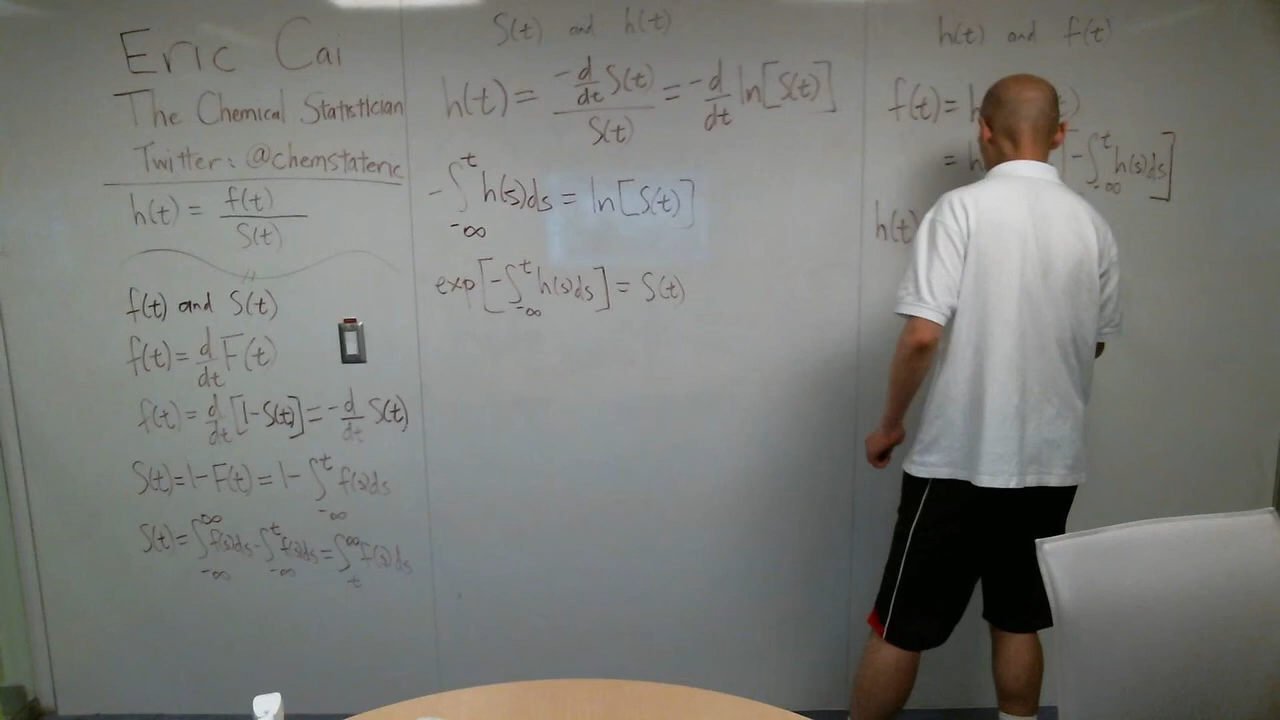 Eric Cai
The Chemical Statistician
Twitter: @chemstateric
h(t) = f(t) / S(t)
f(t) and S(t)
f(t) = d/dt F(t)
f(t) = d/dt [1-S(t)] = -d/dt S(t)
S(t) = 1-F(t) = 1- ∫_{-∞}^{t} f(s)ds
S(t) = ∫_{-∞}^{∞} f(s)ds - ∫_{-∞}^{t} f(s)ds = ∫_{t}^{∞} f(s)ds
S(t) and h(t)
h(t) = (-d/dt S(t)) / S(t) = -d/dt ln[S(t)]
-∫_{-∞}^{t} h(s)ds = ln[S(t)]
exp[-∫_{-∞}^{t} h(s)ds] = S(t)
h(t) and f(t)
f(t) = h t)
= h [-∫_{-∞}^{t} h(s)ds]
h(t)